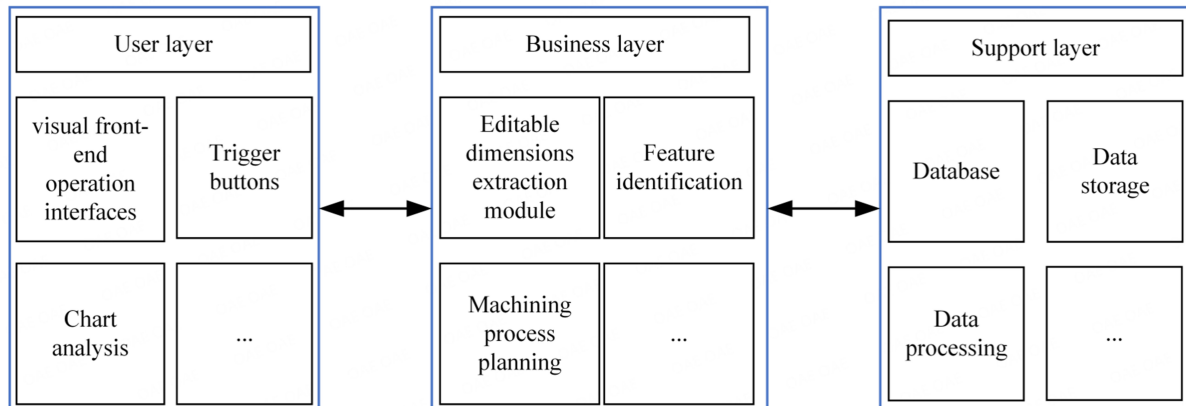 User layer
visual front-
end
operation
interfaces
Trigger
buttons
Chart
analysis
...
Business layer
Editable
dimensions
extraction
module
Feature
identification
Machining
process
planning
...
Support layer
Database
Data
storage
Data
processing
...